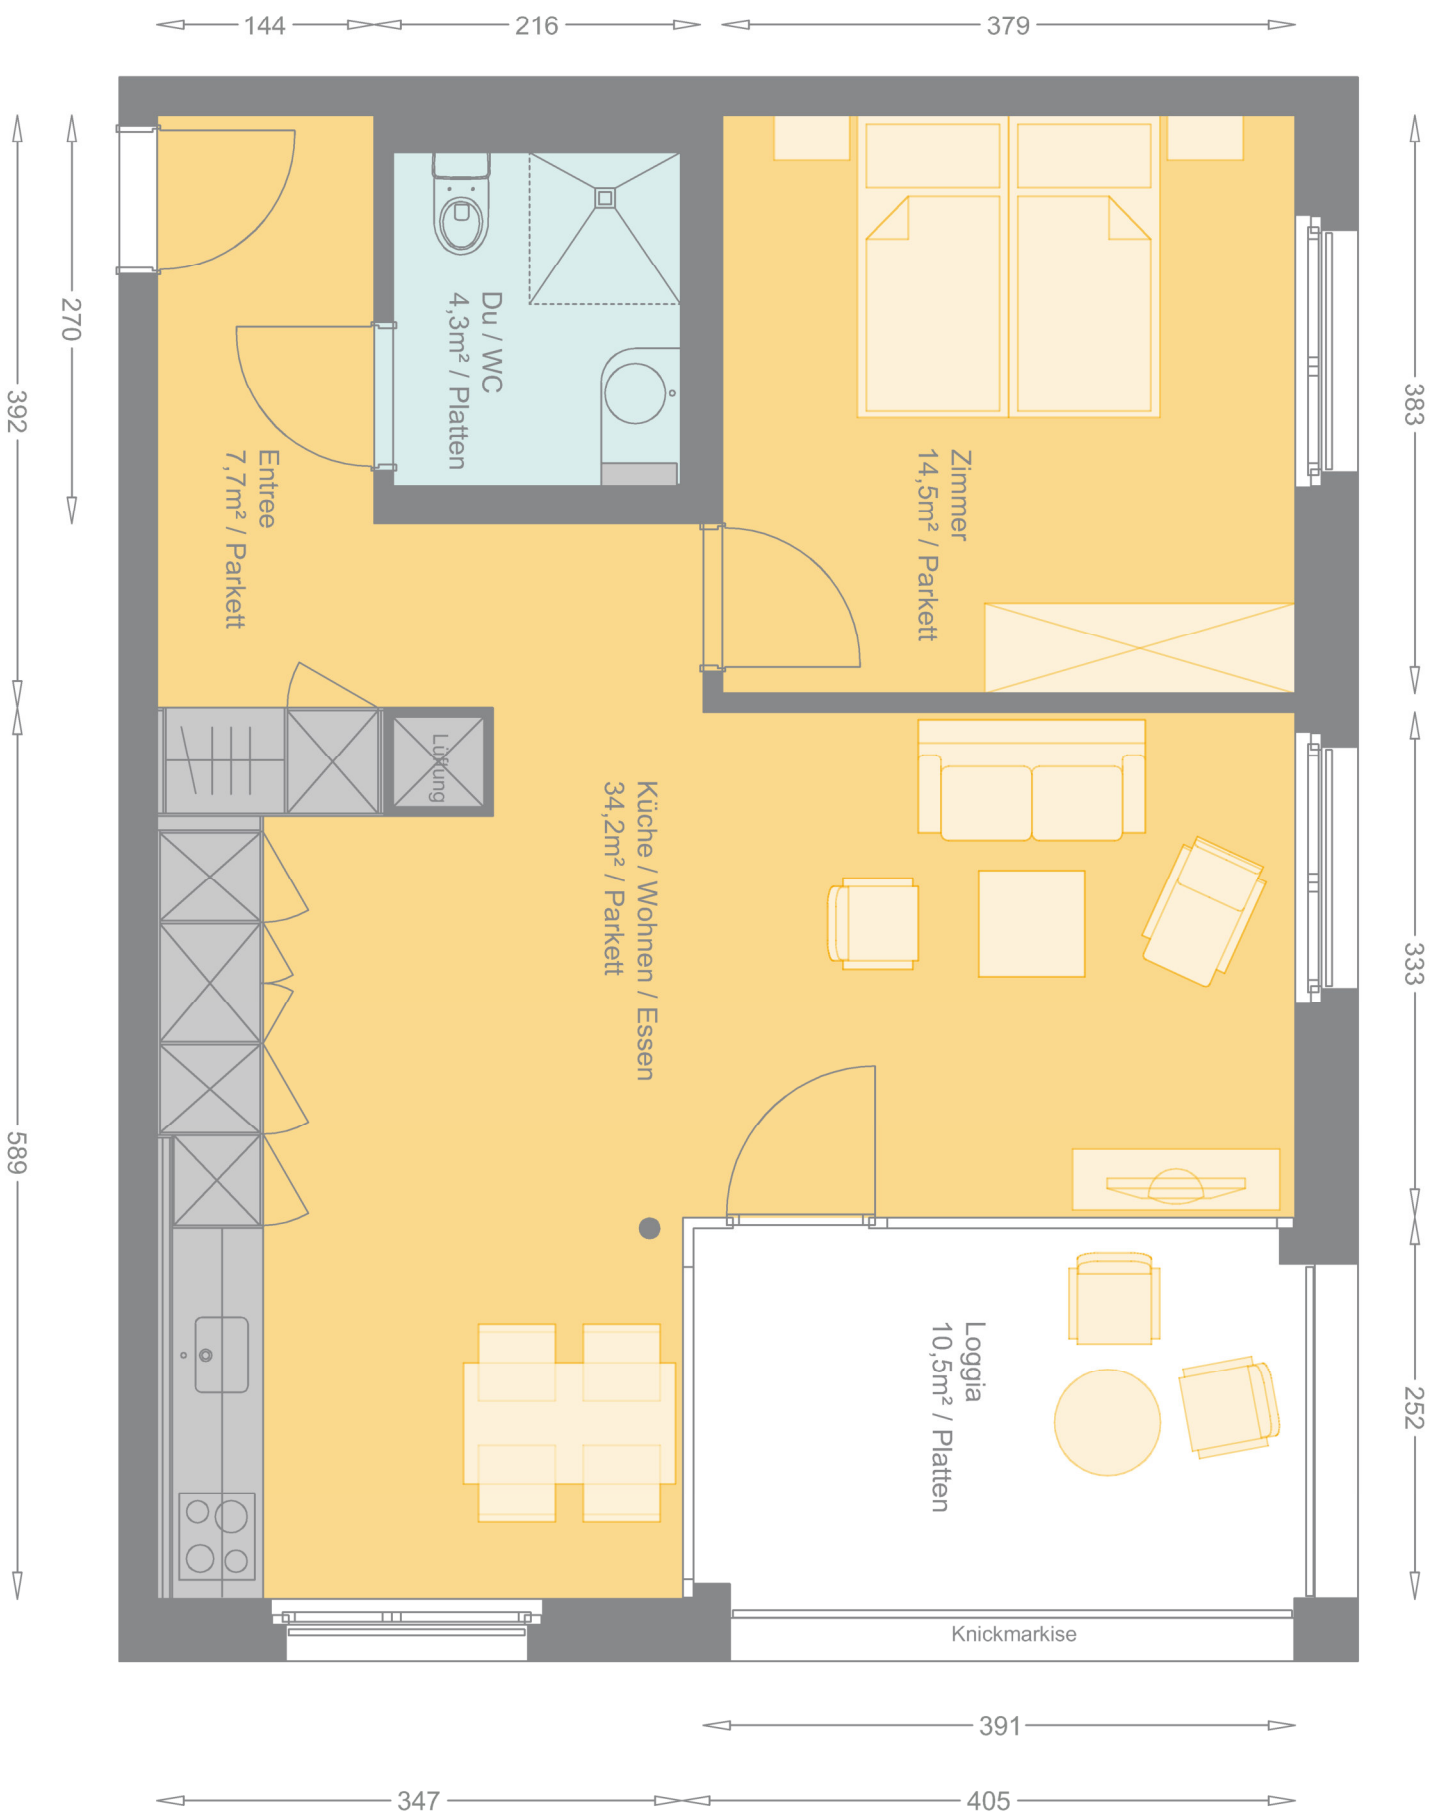 144
216
379
392
270
383
333
589
252
Du / WC
4,3m² / Platten
Entree
7,7m² / Parkett
Zimmer
14,5m² / Parkett
Lüftung
Küche / Wohnen / Essen
34,2m² / Parkett
Loggia
10,5m² / Platten
Knickmarkise
391
347
405